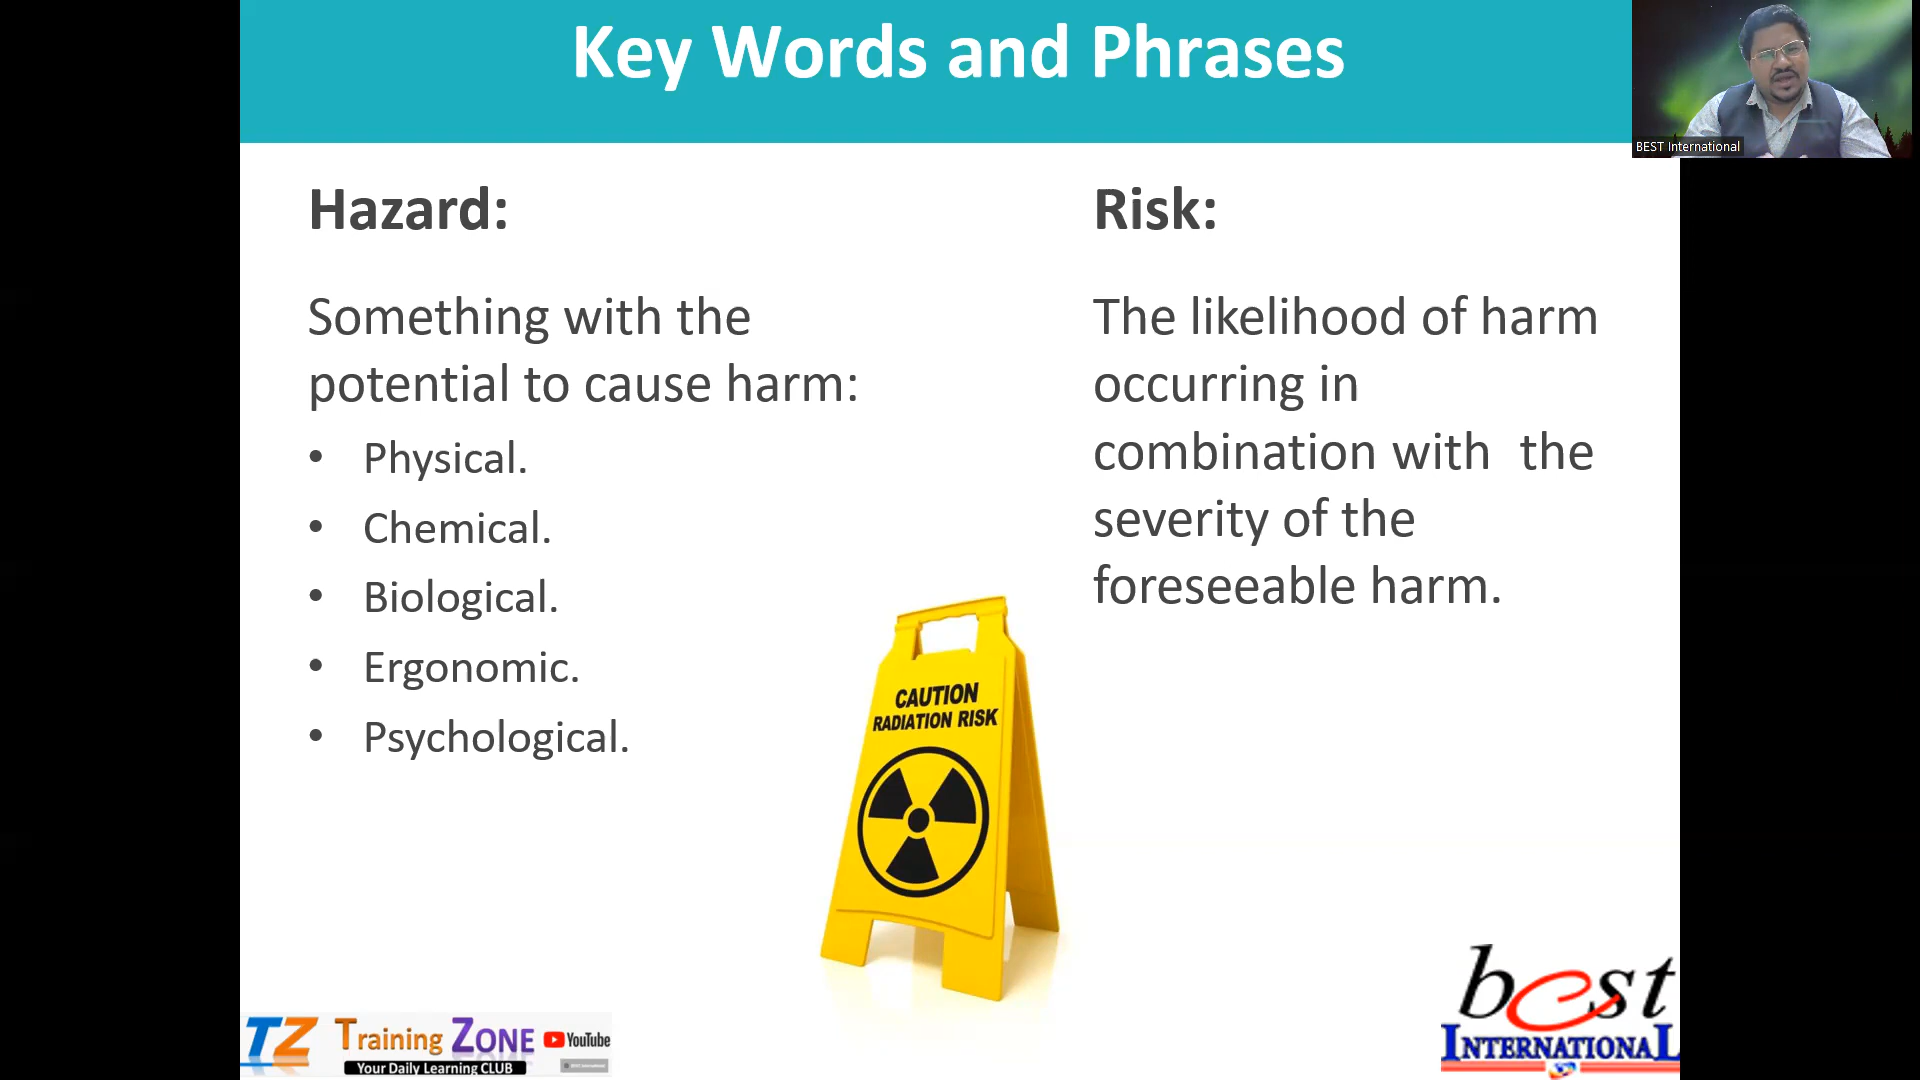 Key Words and Phrases
BEST International
Hazard:
Something with the
potential to cause harm:
• Physical.
• Chemical.
• Biological.
• Ergonomic.
• Psychological.
Risk:
The likelihood of harm
occurring in
combination with the
severity of the
foreseeable harm.
CAUTION
RADIATION RISK
TZ Training ZONE YouTube
Your Daily Learning CLUB
best
INTERNATIONAL